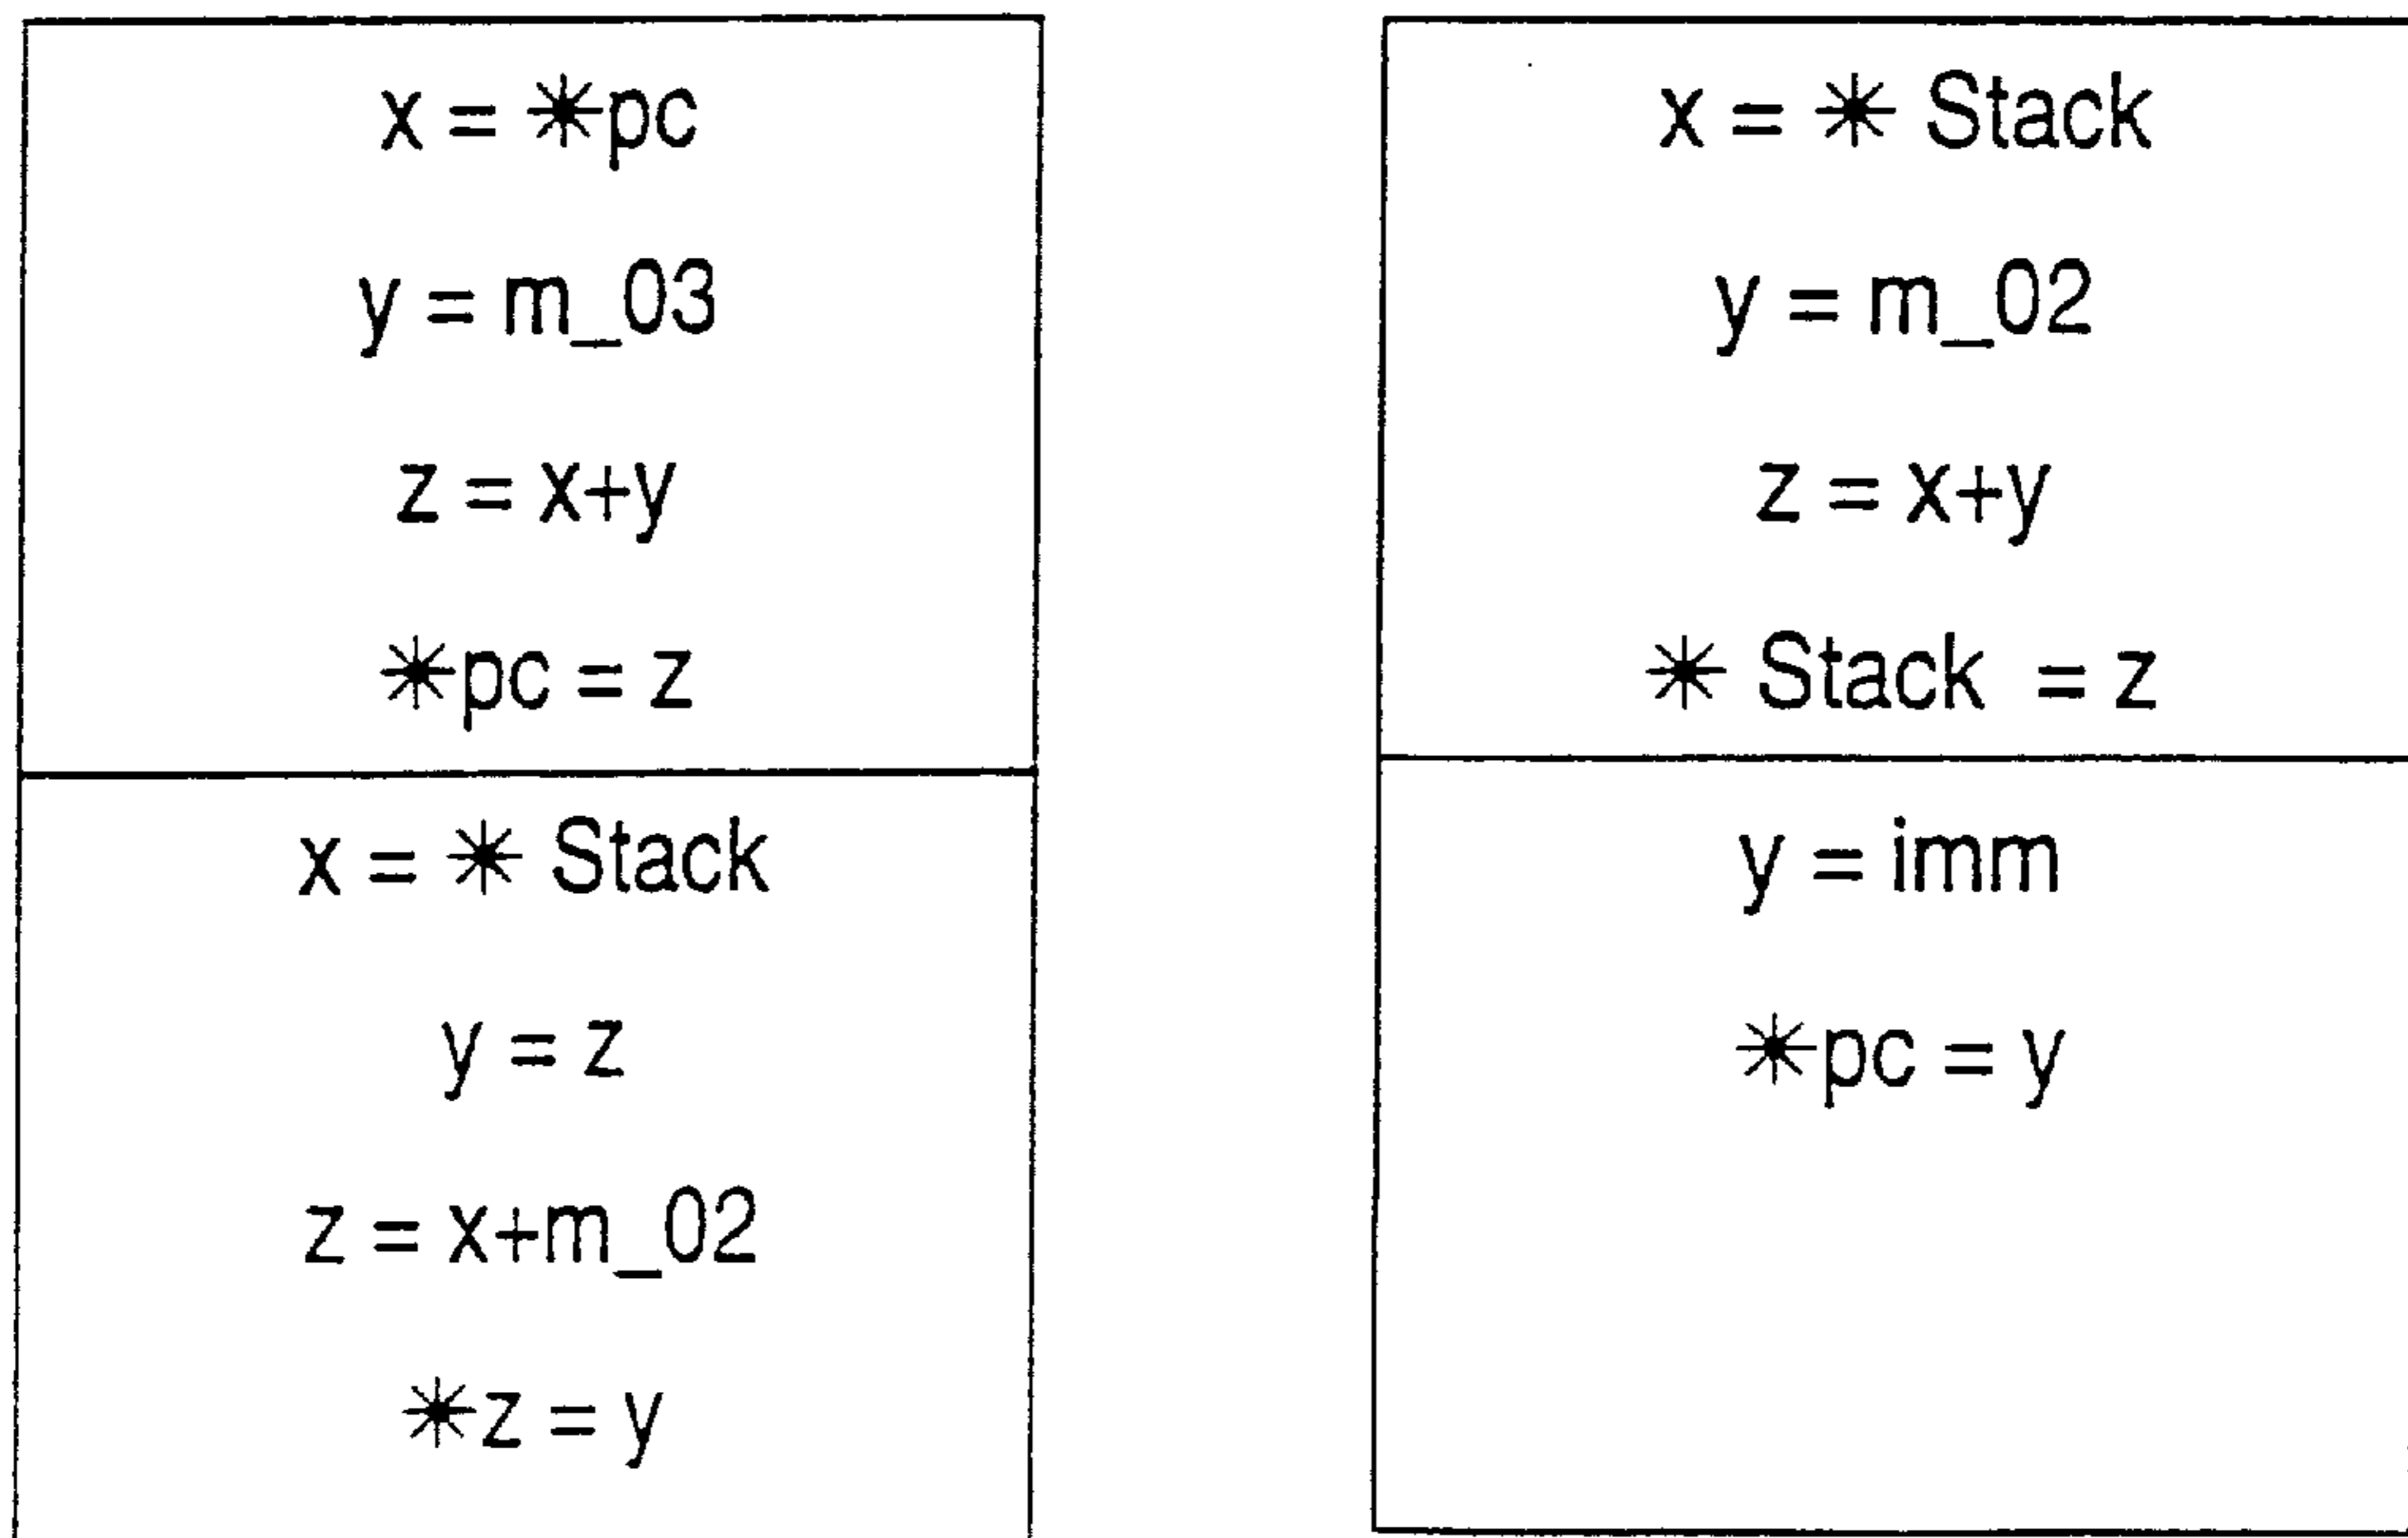 x = *pc
y = m_03
z = x+y
*pc = z
x = * Stack
y = z
z = x+m_02
*z = y
x = * Stack
y = m_02
z = x+y
* Stack = z
y = imm
*pc = y